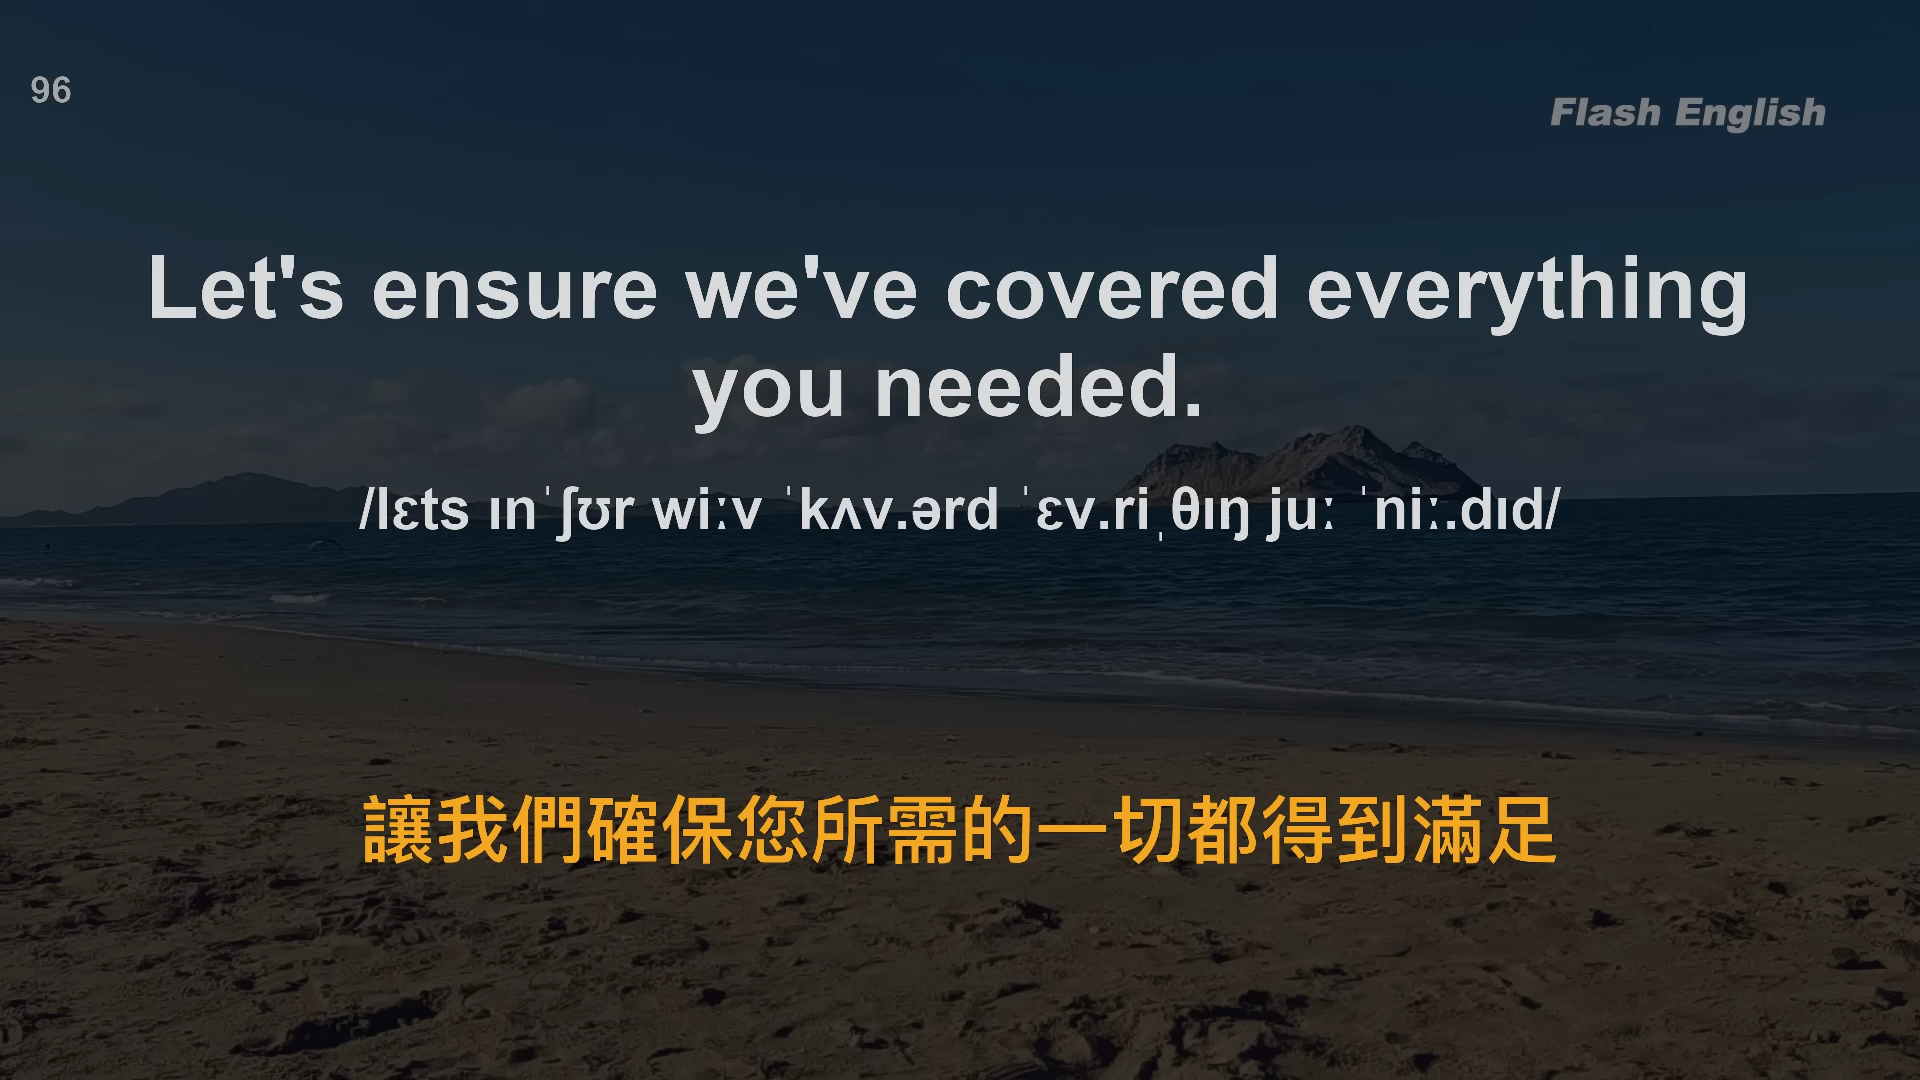 96
Flash English
Let's ensure we've covered everything
you needed.
/lɛts ɪnˈʃʊr wiːv ˈkʌv.ərd ˈɛv.riˌθɪŋ juː ˈniː.dɪd/
讓我們確保您所需的一切都得到滿足